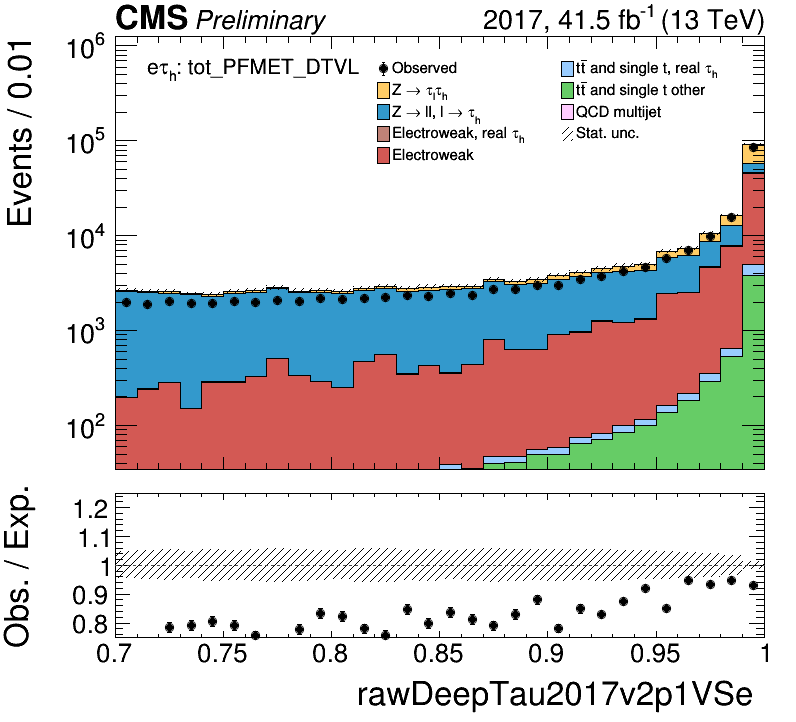 CMS Preliminary 2017, 41.5 fb⁻¹ (13 TeV)
Events / 0.01
10⁶
10⁵
10⁴
10³
10²
eτₕ: tot_PFMET_DTVL
Observed
Z → τₗτₕ
Z → ll, l → τₕ
Electroweak, real τₕ
Electroweak
tt̄ and single t, real τₕ
tt̄ and single t other
QCD multijet
Stat. unc.
Obs. / Exp.
1.2
1.1
1
0.9
0.8
0.7 0.75 0.8 0.85 0.9 0.95 1
rawDeepTau2017v2p1VSe